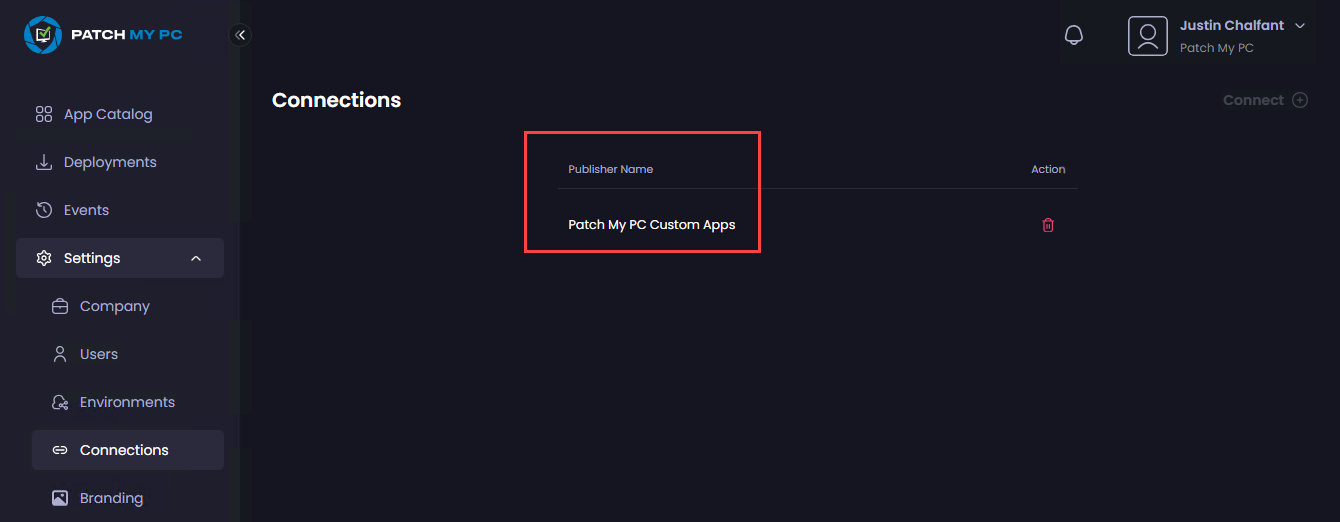 PATCH MY PC
Justin Chalfant
Patch My PC
Connections
Connect
App Catalog
Deployments
Events
Settings
Company
Users
Environments
Connections
Branding
Publisher Name
Action
Patch My PC Custom Apps